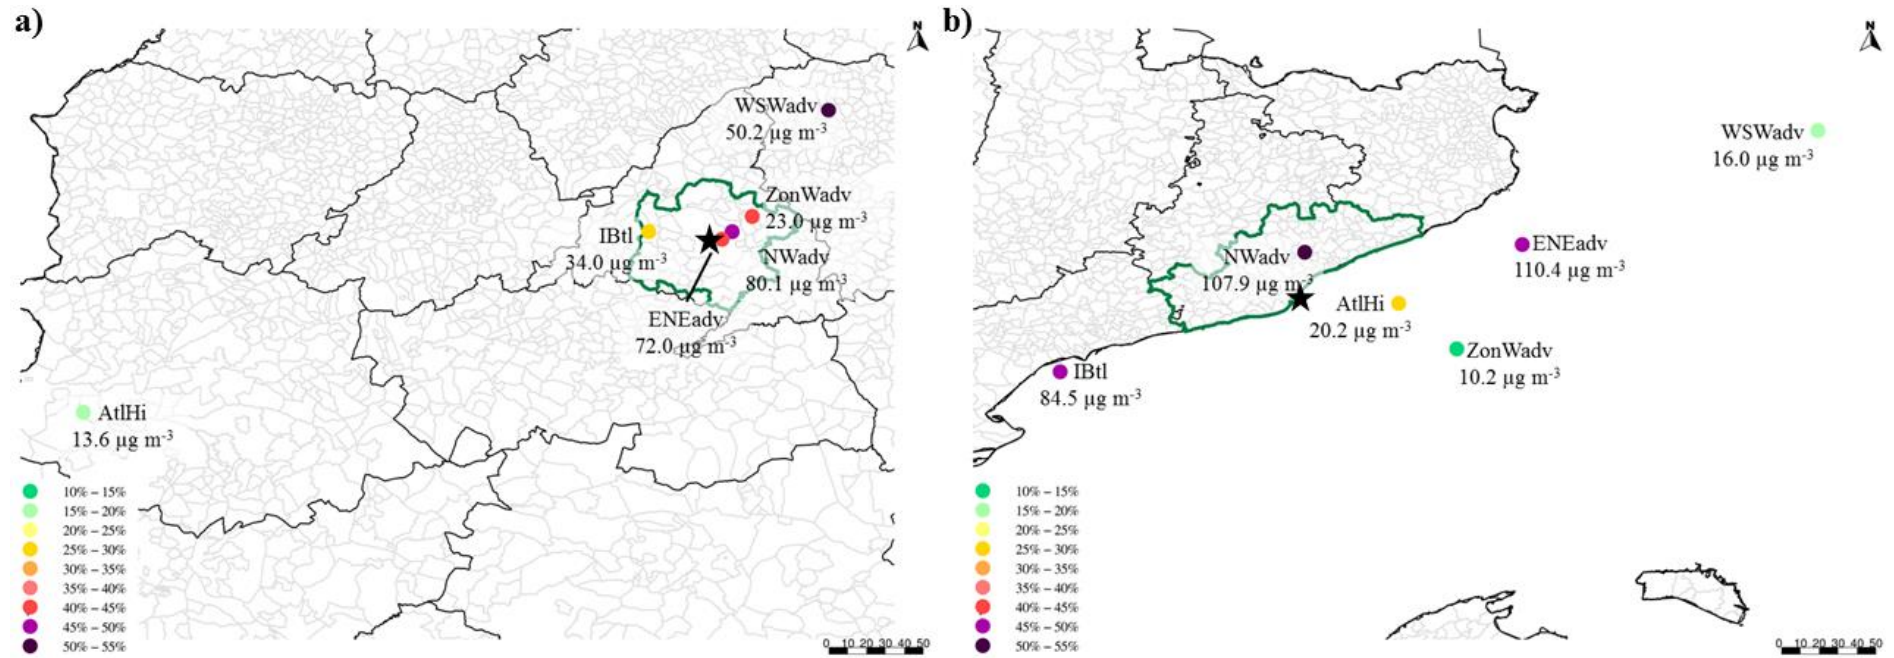 a)
N
WSWadv
50.2 µg m-3
ZonWadv
23.0 µg m-3
IBtl
34.0 µg m-3
NWadv
80.1 µg m-3
ENEadv
72.0 µg m-3
AtlHi
13.6 µg m-3
10% – 15%
15% – 20%
20% – 25%
25% – 30%
30% – 35%
35% – 40%
40% – 45%
45% – 50%
50% – 55%
0 10 20 30 40 50
b)
N
WSWadv
16.0 µg m-3
ENEadv
110.4 µg m-3
NWadv
107.9 µg m-3
AtlHi
20.2 µg m-3
ZonWadv
10.2 µg m-3
IBtl
84.5 µg m-3
10% – 15%
15% – 20%
20% – 25%
25% – 30%
30% – 35%
35% – 40%
40% – 45%
45% – 50%
50% – 55%
0 10 20 30 40 50